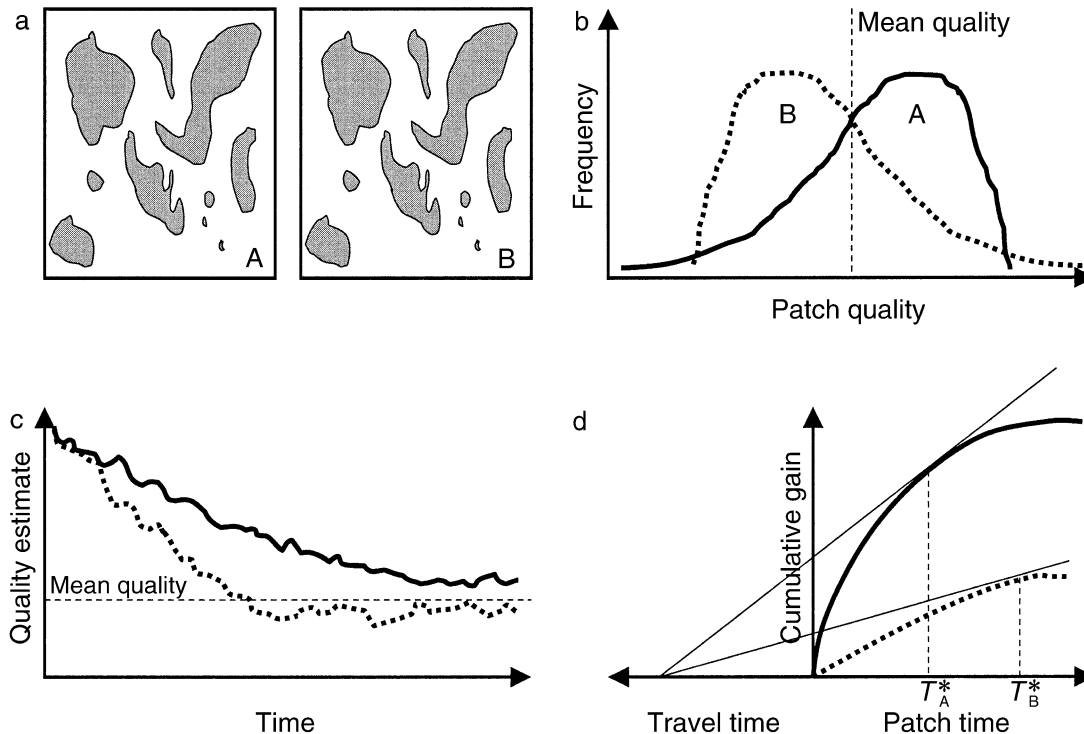 a
A
B
b
Mean quality
B
A
Frequency
Patch quality
c
Quality estimate
Mean quality
Time
d
Cumulative gain
T*A
T*B
Travel time
Patch time